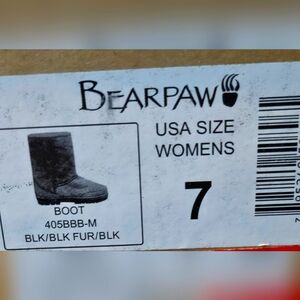 BEARPAW
USA SIZE
WOMENS
7
BOOT
405BBB-M
BLK/BLK FUR/BLK